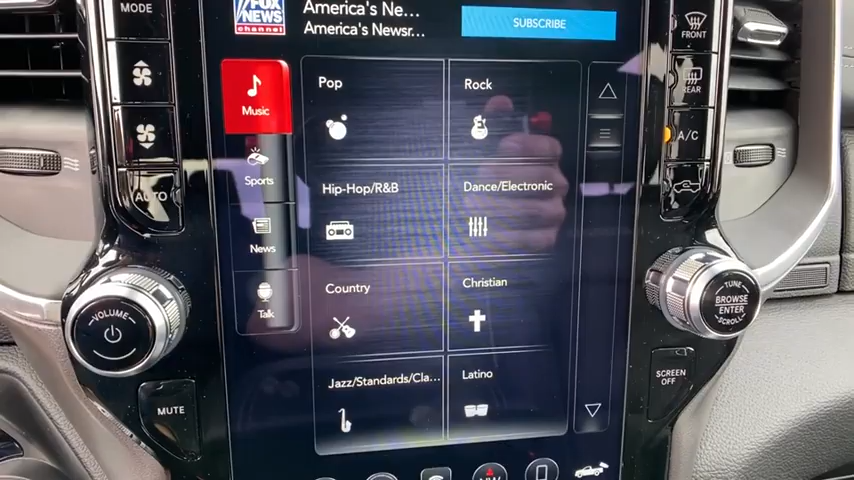 MODE
FOX
NEWS
channel
America's Ne...
America's Newsr...
SUBSCRIBE
FRONT
REAR
A/C
AUTO
Music
Sports
News
Talk
Pop
Rock
Hip-Hop/R&B
Dance/Electronic
Country
Christian
Jazz/Standards/Cla...
Latino
VOLUME
MUTE
TUNE
BROWSE
ENTER
SCROLL
SCREEN
OFF
NW